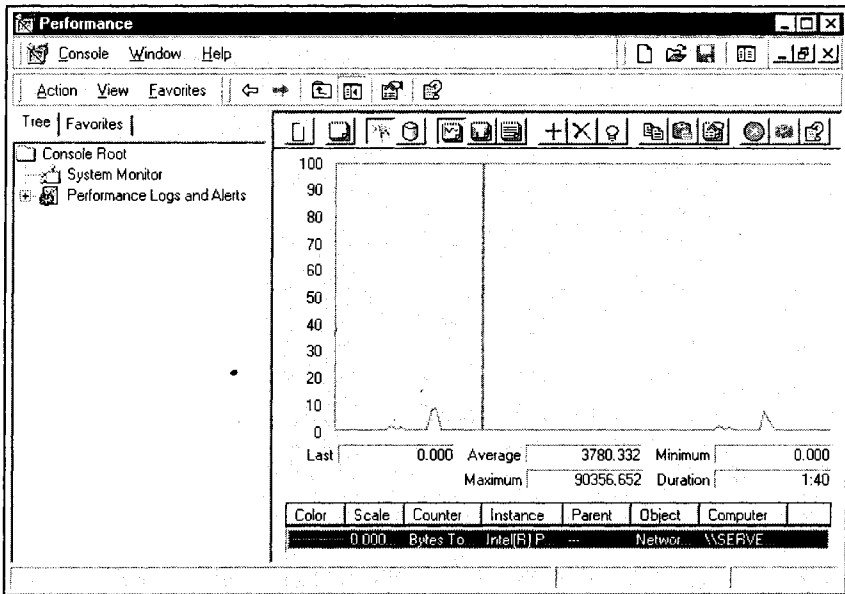 Performance
Console Window Help
Action View Favorites
Tree Favorites
Console Root
System Monitor
Performance Logs and Alerts
100
90
80
70
60
50
40
30
20
10
0
Last 0.000 Average 3780.332 Minimum 0.000
Maximum 90356.652 Duration 1:40
Color Scale Counter Instance Parent Object Computer
0.000... Bytes To... Intel(R) P... --- Networ... \\SERVE...